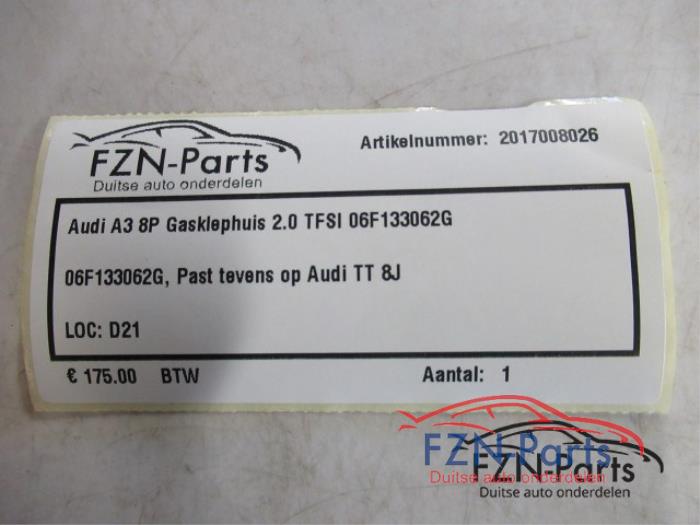 FZN-Parts
Duitse auto onderdelen
Artikelnummer: 2017008026
Audi A3 8P Gasklephuis 2.0 TFSI 06F133062G
06F133062G, Past tevens op Audi TT 8J
LOC: D21
€ 175.00 BTW
Aantal: 1
FZN-Parts
Duitse auto onderdelen
FZN-Parts
Duitse auto onderdelen